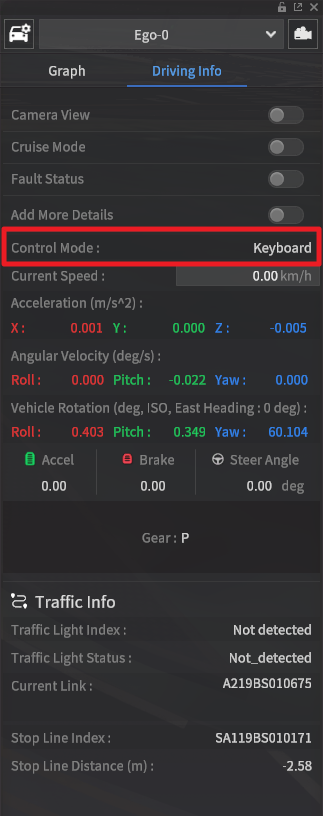 Ego-0
Graph Driving Info
Camera View
Cruise Mode
Fault Status
Add More Details
Control Mode : Keyboard
Current Speed : 0.00 km/h
Acceleration (m/s^2) :
X : 0.001 Y : 0.000 Z : -0.005
Angular Velocity (deg/s) :
Roll : 0.000 Pitch : -0.022 Yaw : 0.000
Vehicle Rotation (deg, ISO, East Heading : 0 deg) :
Roll : 0.403 Pitch : 0.349 Yaw : 60.104
Accel Brake Steer Angle
0.00 0.00 0.00 deg
Gear : P
Traffic Info
Traffic Light Index : Not detected
Traffic Light Status : Not_detected
Current Link : A219BS010675
Stop Line Index : SA119BS010171
Stop Line Distance (m) : -2.58